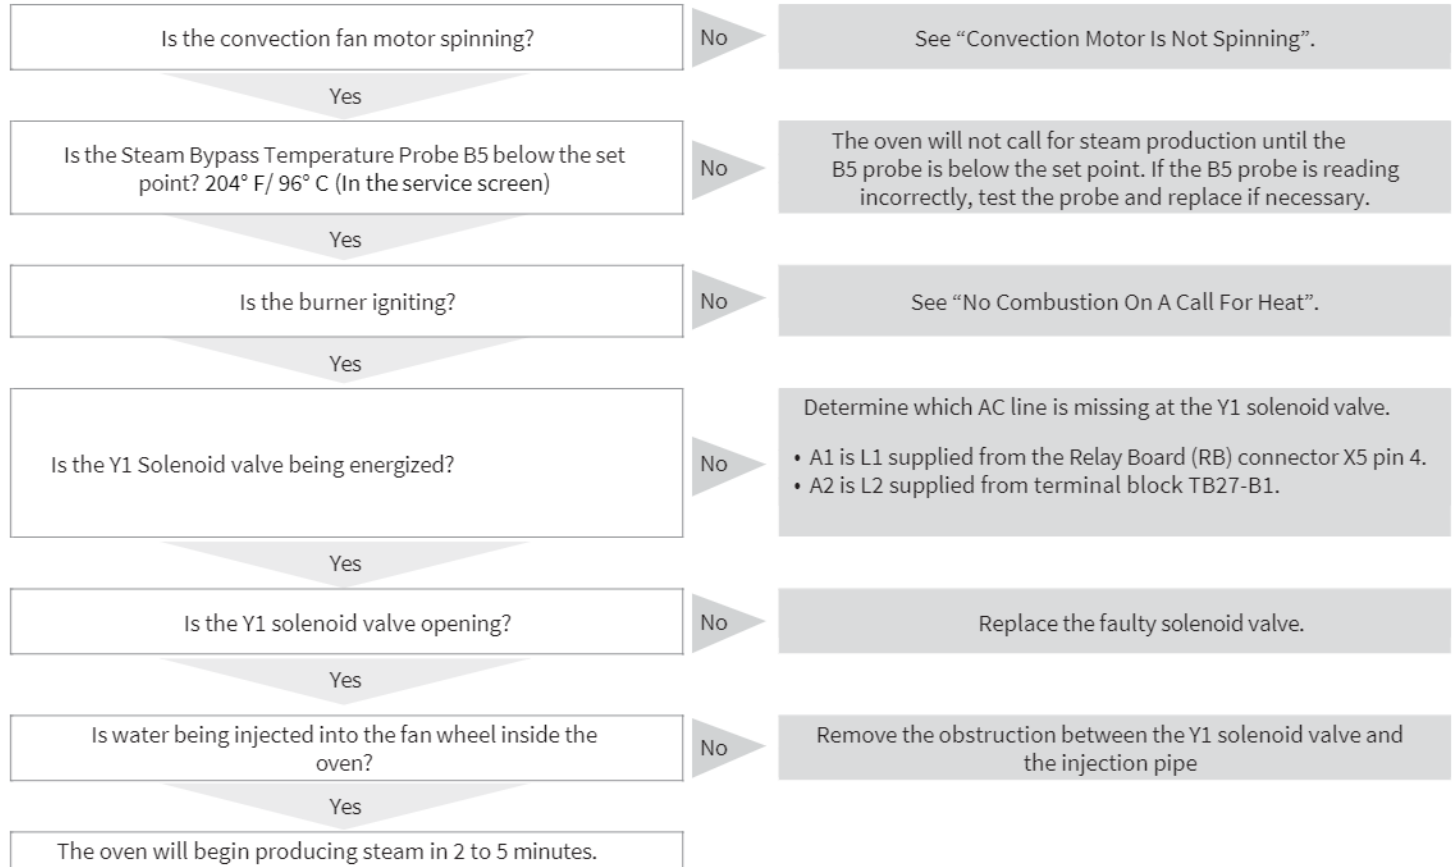 Is the convection fan motor spinning?
No
See “Convection Motor Is Not Spinning”.
Yes
Is the Steam Bypass Temperature Probe B5 below the set
point? 204° F/ 96° C (In the service screen)
No
The oven will not call for steam production until the
B5 probe is below the set point. If the B5 probe is reading
incorrectly, test the probe and replace if necessary.
Yes
Is the burner igniting?
No
See “No Combustion On A Call For Heat”.
Yes
Is the Y1 Solenoid valve being energized?
No
Determine which AC line is missing at the Y1 solenoid valve.
• A1 is L1 supplied from the Relay Board (RB) connector X5 pin 4.
• A2 is L2 supplied from terminal block TB27-B1.
Yes
Is the Y1 solenoid valve opening?
No
Replace the faulty solenoid valve.
Yes
Is water being injected into the fan wheel inside the
oven?
No
Remove the obstruction between the Y1 solenoid valve and
the injection pipe
Yes
The oven will begin producing steam in 2 to 5 minutes.